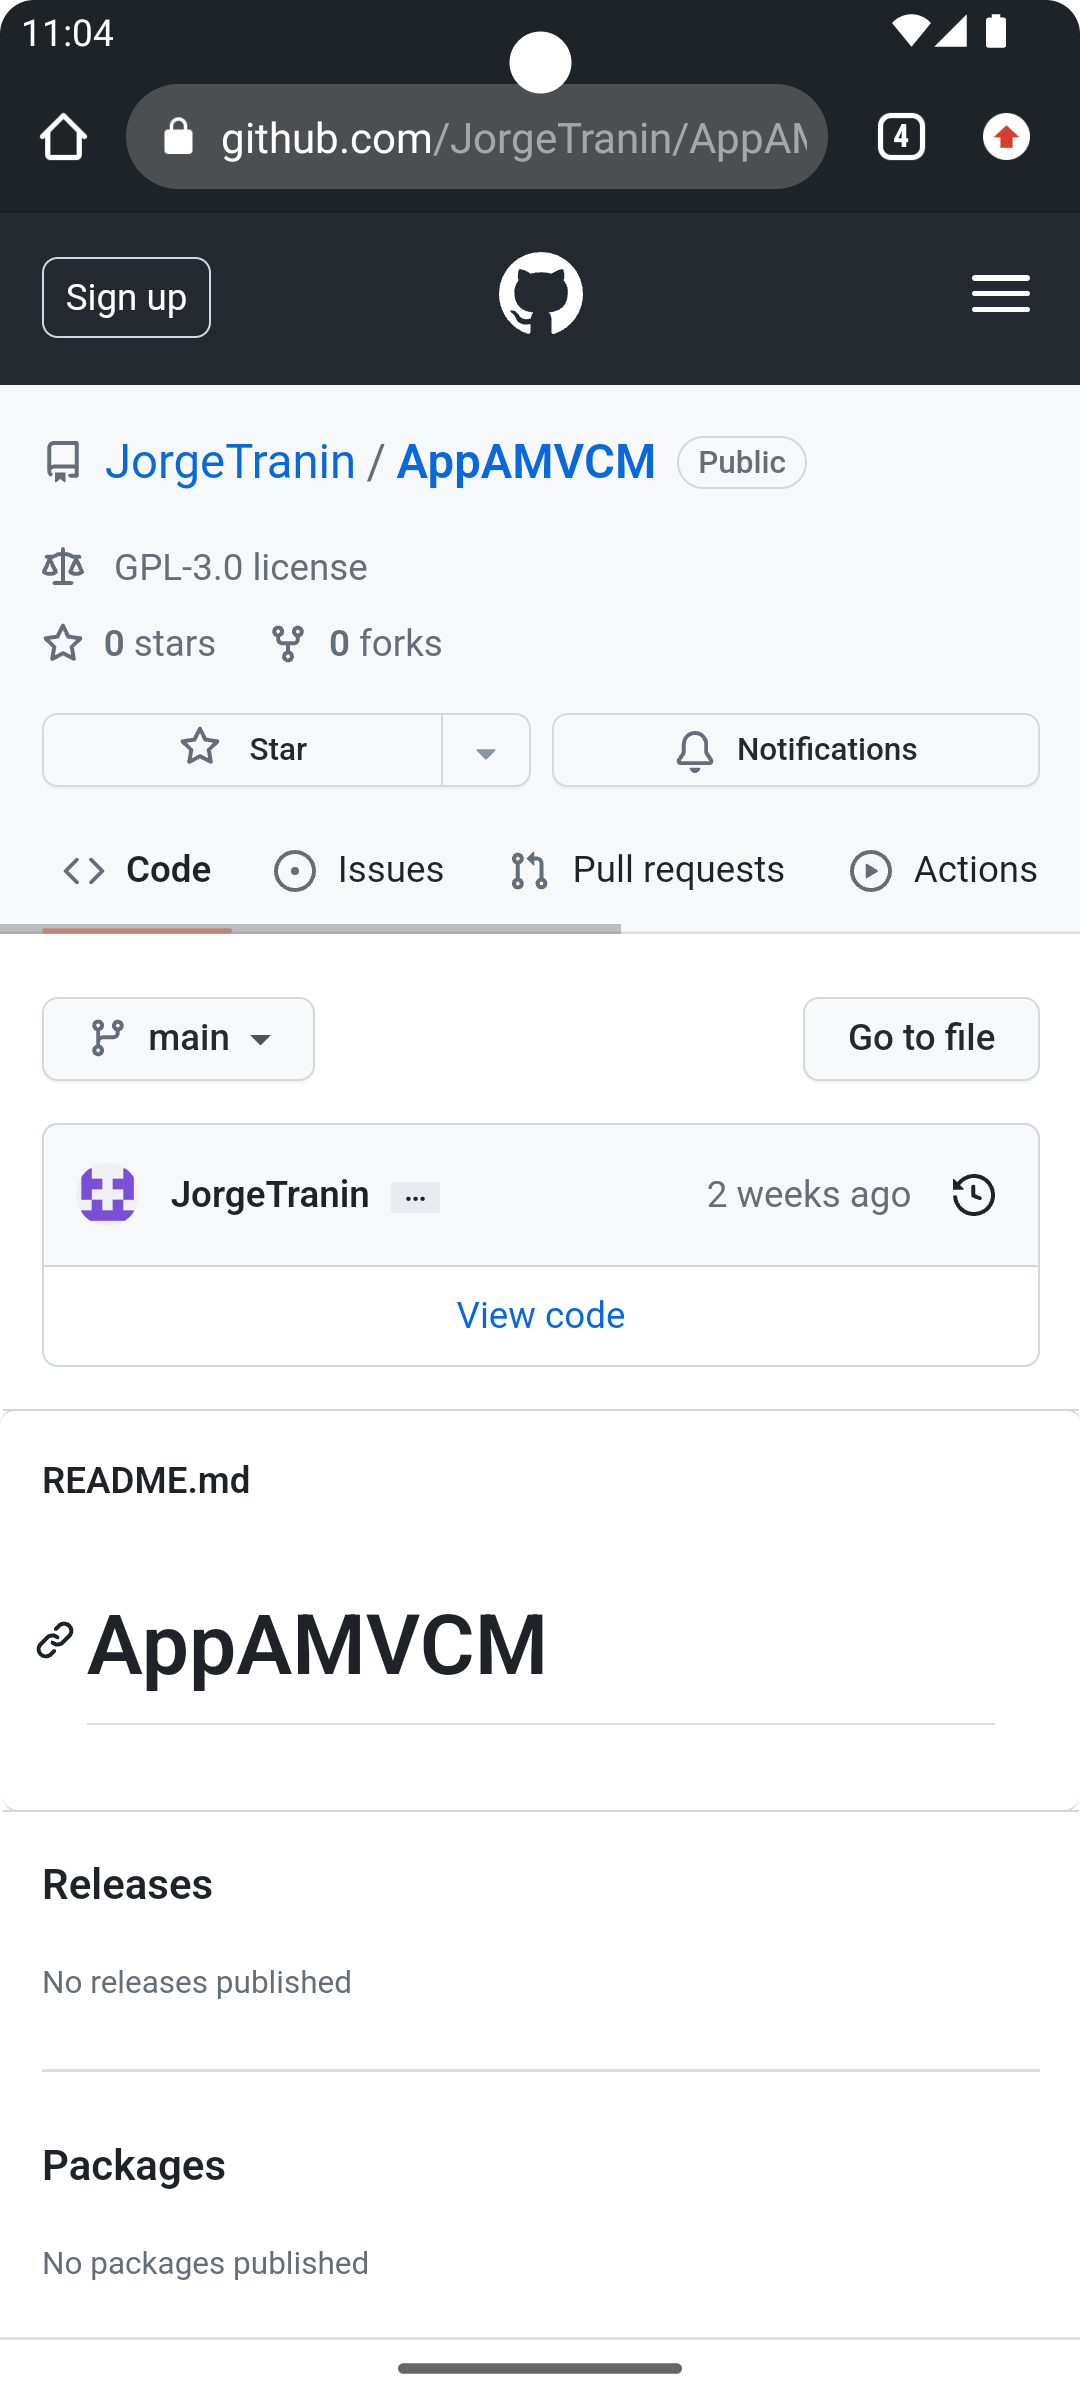 11:04
github.com/JorgeTranin/AppAM
4
Sign up
JorgeTranin / AppAMVCM Public
GPL-3.0 license
0 stars 0 forks
Star Notifications
Code Issues Pull requests Actions
main Go to file
JorgeTranin ... 2 weeks ago
View code
README.md
AppAMVCM
Releases
No releases published
Packages
No packages published